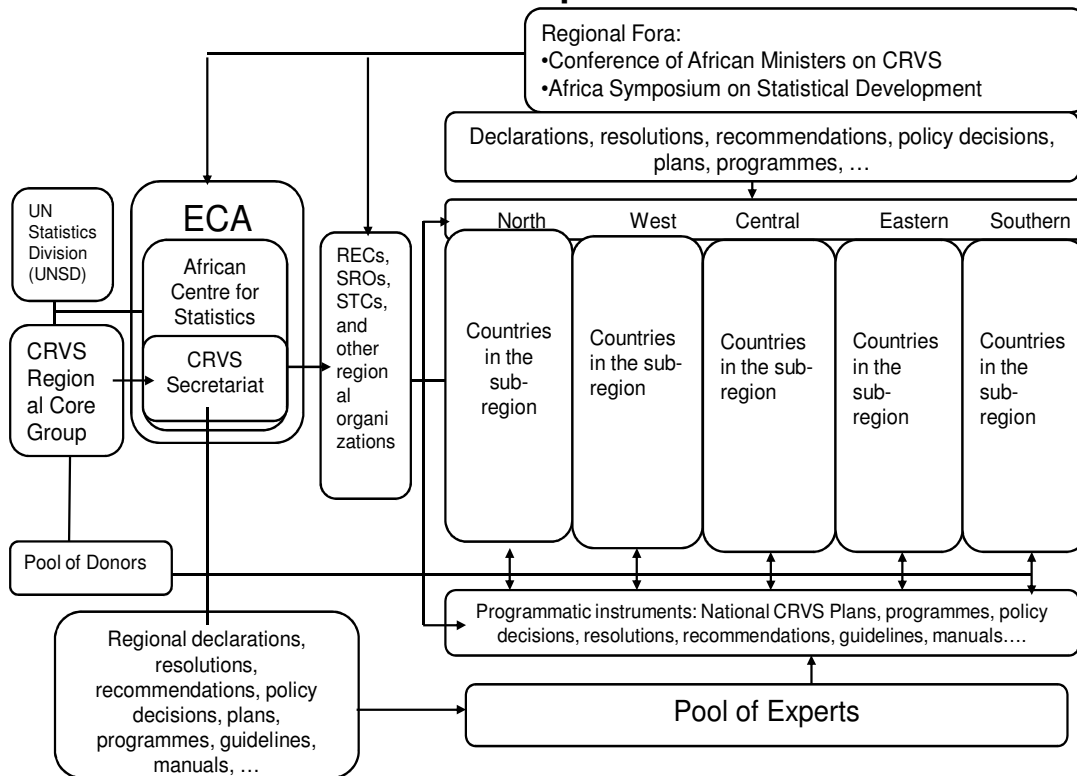 Regional Fora:
•Conference of African Ministers on CRVS
•Africa Symposium on Statistical Development
Declarations, resolutions, recommendations, policy decisions,
plans, programmes, …
North West Central Eastern Southern
UN
Statistics
Division
(UNSD)
ECA
African
Centre for
Statistics
CRVS
Secretariat
CRVS
Region
al Core
Group
RECs,
SROs,
STCs,
and
other
region
al
organi
zations
Countries
in the
sub-
region
Countries
in the sub-
region
Countries
in the sub-
region
Countries
in the
sub-
region
Countries
in the
sub-
region
Pool of Donors
Programmatic instruments: National CRVS Plans, programmes, policy
decisions, resolutions, recommendations, guidelines, manuals….
Regional declarations,
resolutions,
recommendations, policy
decisions, plans,
programmes, guidelines,
manuals, …
Pool of Experts